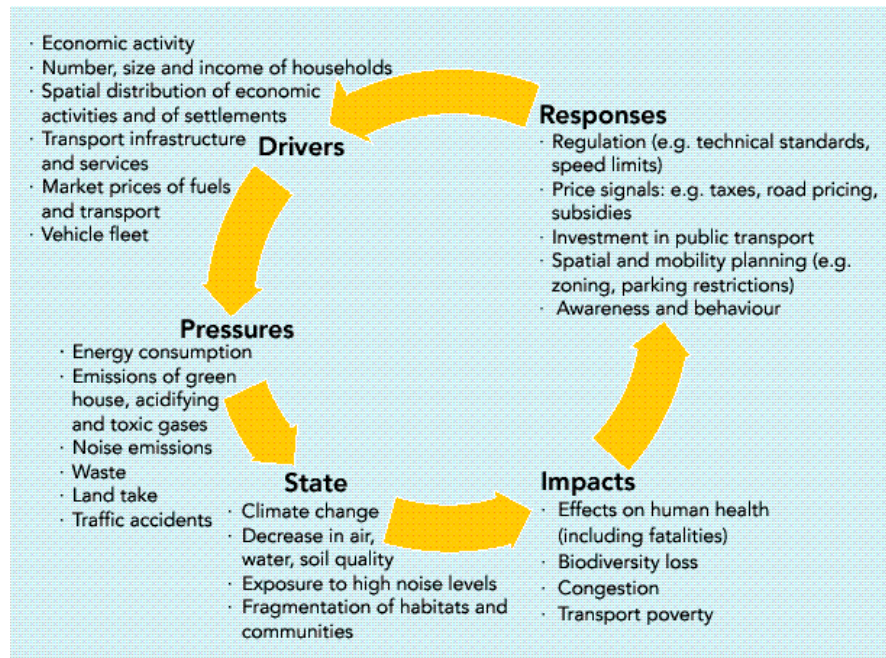 · Economic activity
· Number, size and income of households
· Spatial distribution of economic
activities and of settlements
· Transport infrastructure
and services
· Market prices of fuels
and transport
· Vehicle fleet
Drivers
Responses
· Regulation (e.g. technical standards,
speed limits)
· Price signals: e.g. taxes, road pricing,
subsidies
· Investment in public transport
· Spatial and mobility planning (e.g.
zoning, parking restrictions)
· Awareness and behaviour
Pressures
· Energy consumption
· Emissions of green
house, acidifying
and toxic gases
· Noise emissions
· Waste
· Land take
· Traffic accidents
State
· Climate change
· Decrease in air,
water, soil quality
· Exposure to high noise levels
· Fragmentation of habitats and
communities
Impacts
· Effects on human health
(including fatalities)
· Biodiversity loss
· Congestion
· Transport poverty